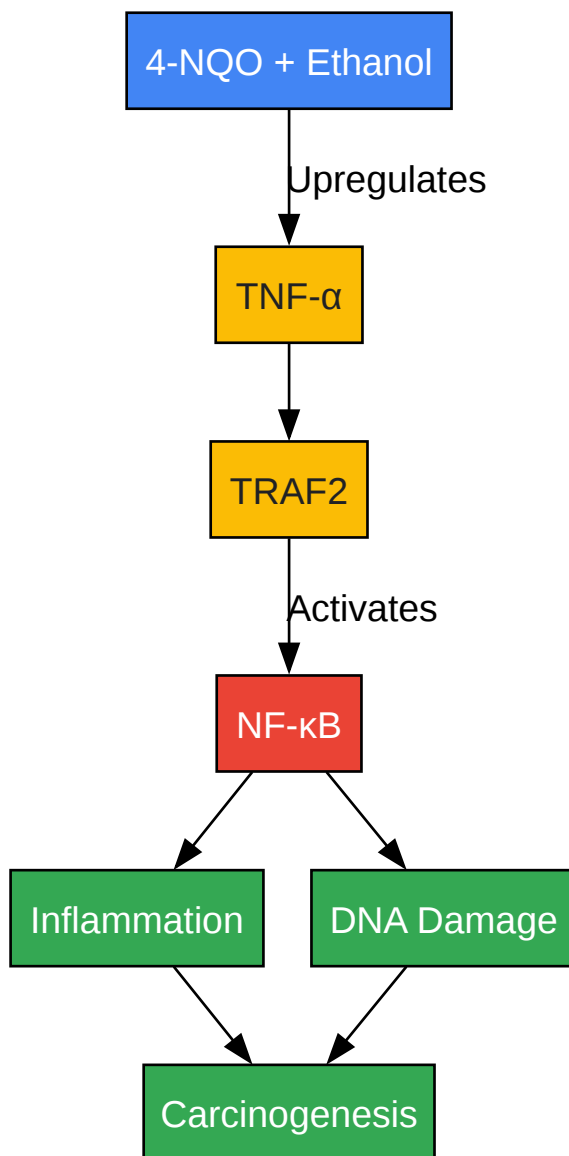 4-NQO + Ethanol
Upregulates
TNF-α
TRAF2
Activates
NF-κB
Inflammation
DNA Damage
Carcinogenesis